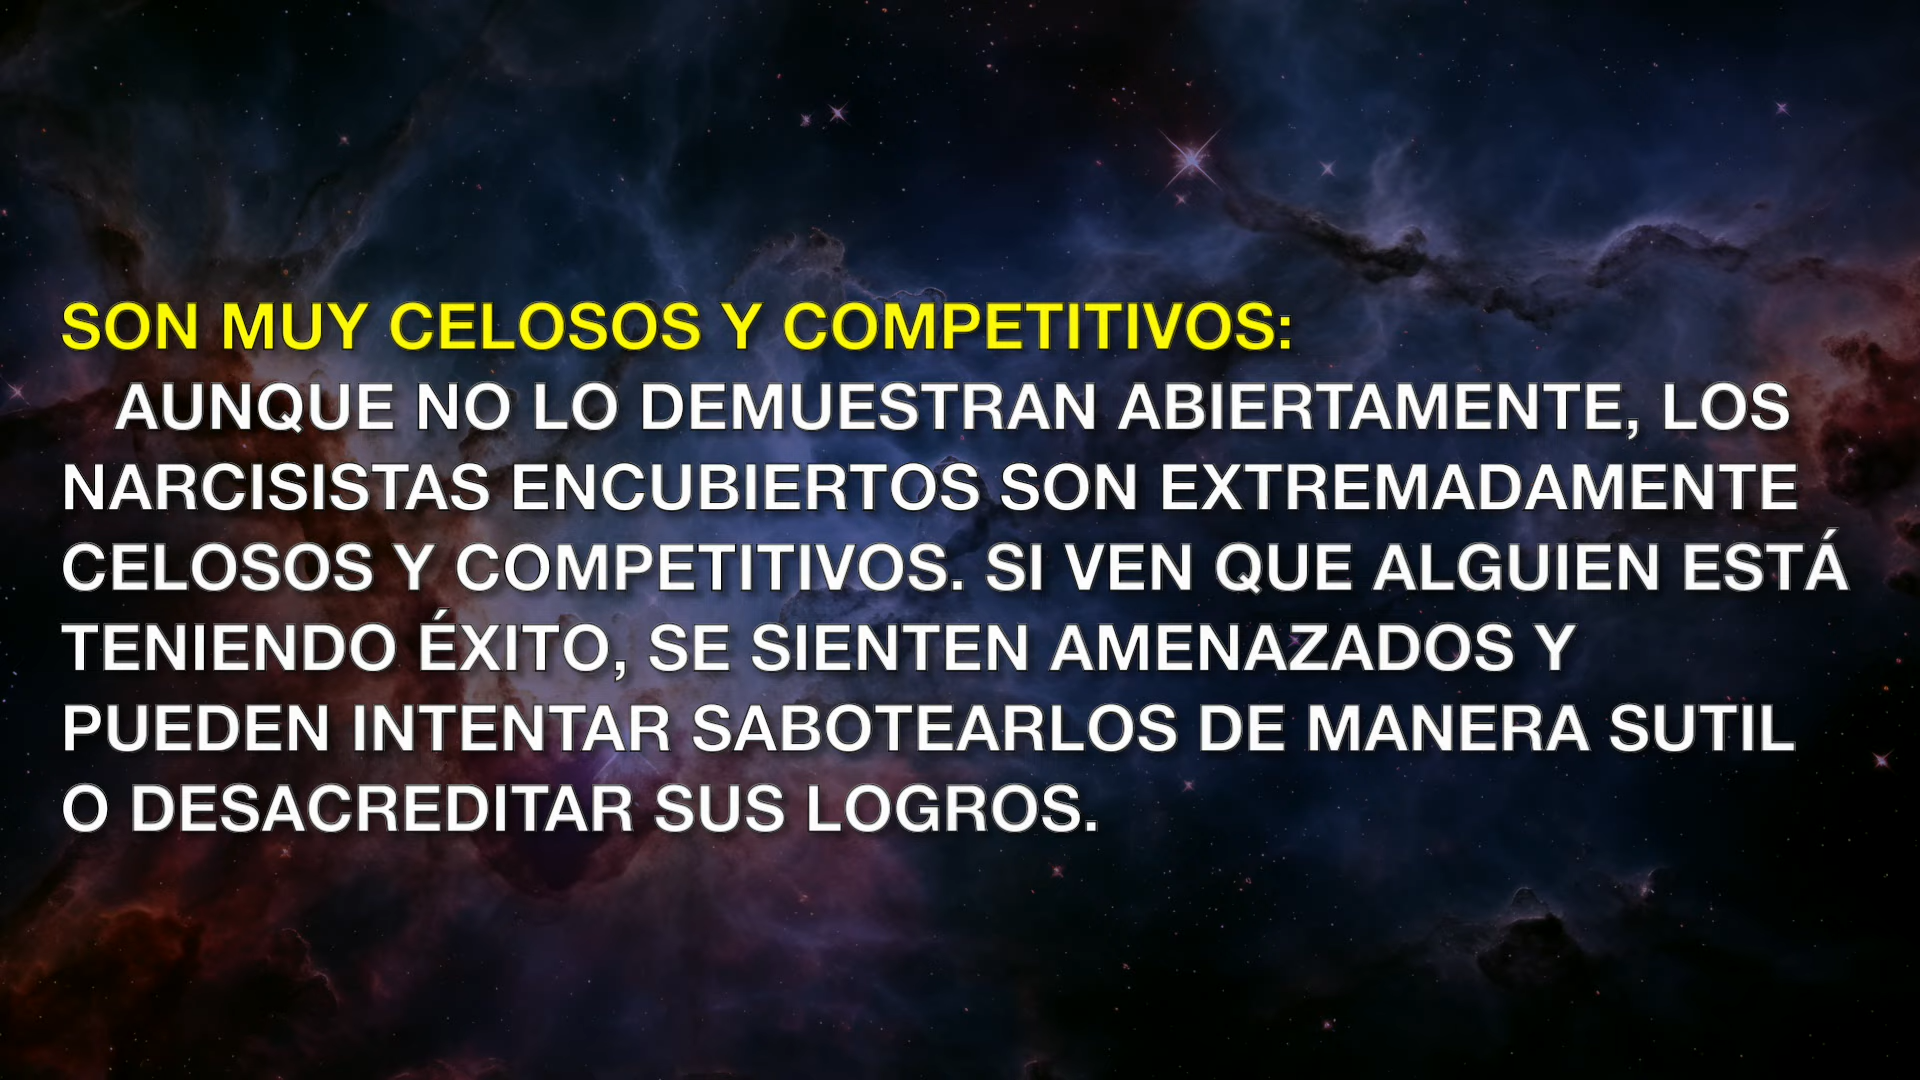 SON MUY CELOSOS Y COMPETITIVOS:
AUNQUE NO LO DEMUESTRAN ABIERTAMENTE, LOS
NARCISISTAS ENCUBIERTOS SON EXTREMADAMENTE
CELOSOS Y COMPETITIVOS. SI VEN QUE ALGUIEN ESTÁ
TENIENDO ÉXITO, SE SIENTEN AMENAZADOS Y
PUEDEN INTENTAR SABOTEARLOS DE MANERA SUTIL
O DESACREDITAR SUS LOGROS.